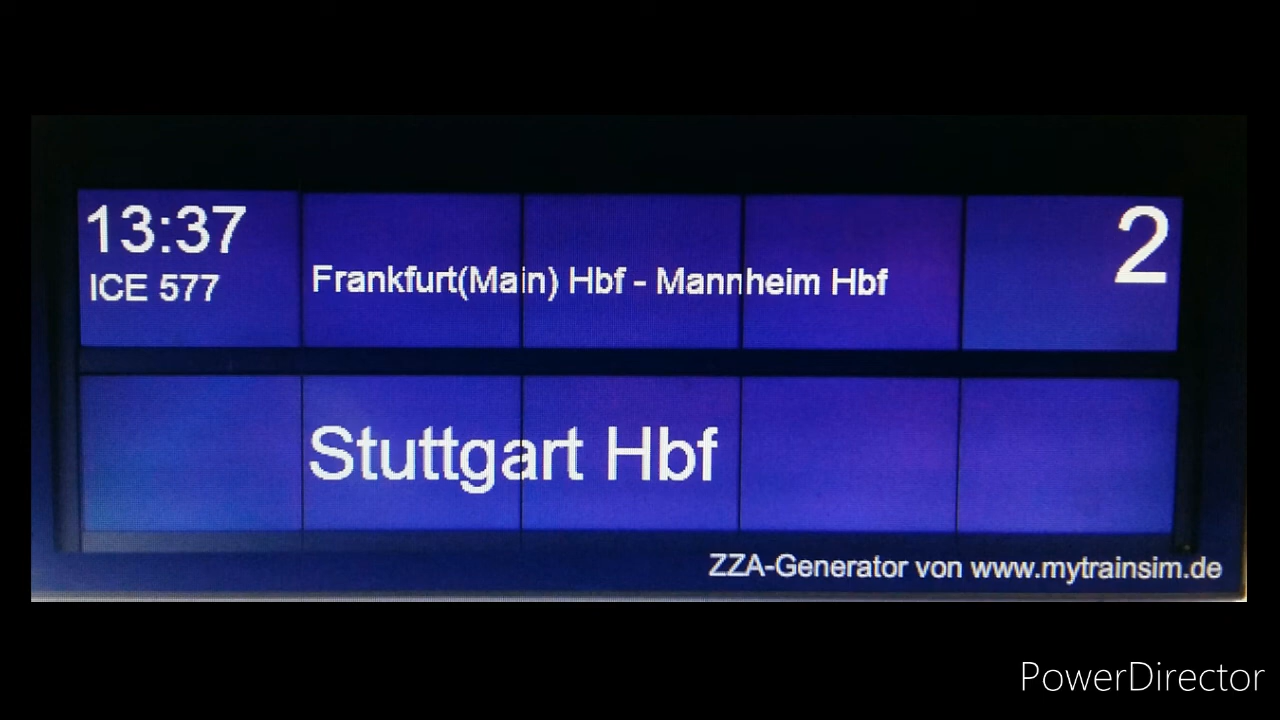 13:37
2
ICE 577
Frankfurt(Main) Hbf - Mannheim Hbf
Stuttgart Hbf
ZZA-Generator von www.mytrainsim.de
PowerDirector